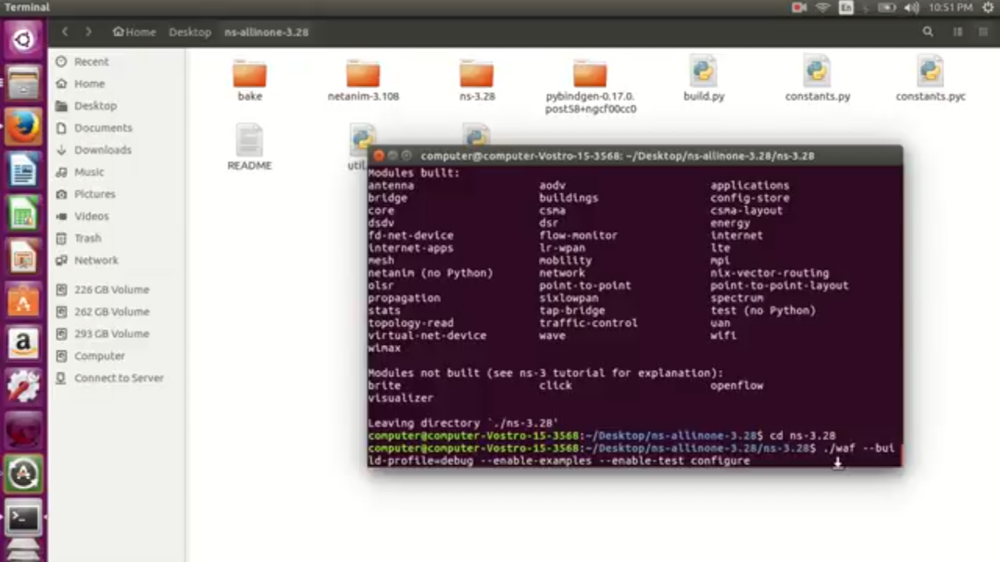 Terminal
En
10:51 PM
Home Desktop ns-allinone-3.28
Recent
Home
Desktop
Documents
Downloads
Music
Pictures
Videos
Trash
Network
226 GB Volume
262 GB Volume
293 GB Volume
Computer
Connect to Server
bake netanim-3.108 ns-3.28 pybindgen-0.17.0. build.py constants.py constants.pyc
post58+ngcf00cc0
README util
computer@computer-Vostro-15-3568: ~/Desktop/ns-allinone-3.28/ns-3.28
Modules built:
antenna aodv applications
bridge buildings config-store
core csma csma-layout
dsdv dsr energy
fd-net-device flow-monitor internet
internet-apps lr-wpan lte
mesh mobility mpi
netanim (no Python) network nix-vector-routing
olsr point-to-point point-to-point-layout
propagation sixlowpan spectrum
stats tap-bridge test (no Python)
topology-read traffic-control uan
virtual-net-device wave wifi
wimax
Modules not built (see ns-3 tutorial for explanation):
brite click openflow
visualizer
Leaving directory `./ns-3.28'
computer@computer-Vostro-15-3568:~/Desktop/ns-allinone-3.28$ cd ns-3.28
computer@computer-Vostro-15-3568:~/Desktop/ns-allinone-3.28/ns-3.28$ ./waf --bui
ld-profile=debug --enable-examples --enable-test configure